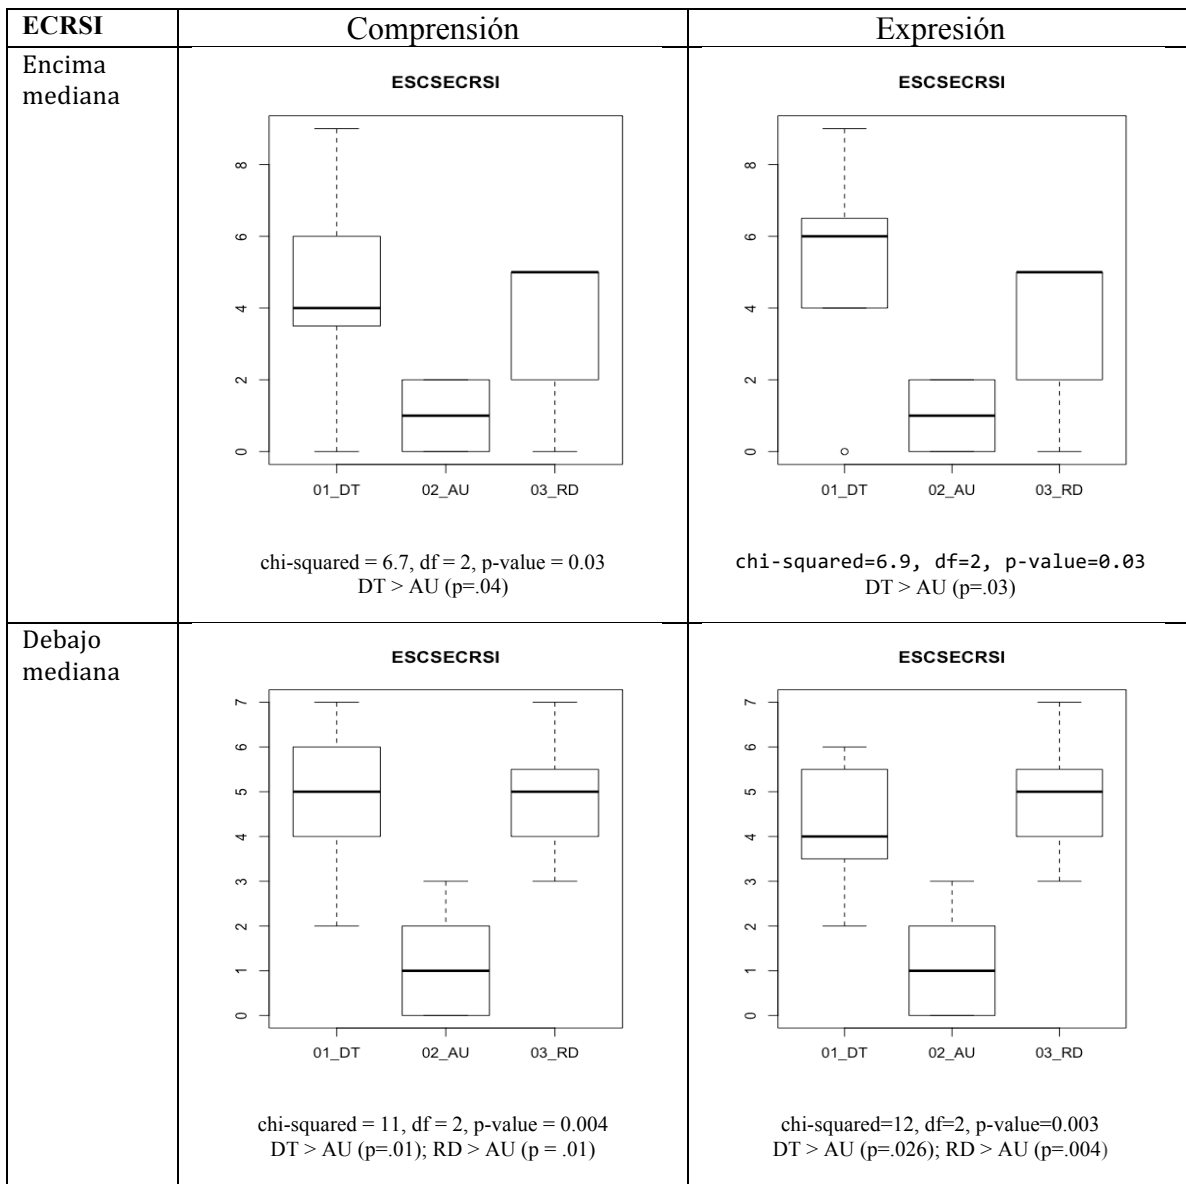 ECRSI
Comprensión
Expresión
Encima
mediana
ESCSECRSI
8
6
4
2
0
01_DT 02_AU 03_RD
chi-squared = 6.7, df = 2, p-value = 0.03
DT > AU (p=.04)
ESCSECRSI
8
6
4
2
0
01_DT 02_AU 03_RD
chi-squared=6.9, df=2, p-value=0.03
DT > AU (p=.03)
Debajo
mediana
ESCSECRSI
7
6
5
4
3
2
1
0
01_DT 02_AU 03_RD
chi-squared = 11, df = 2, p-value = 0.004
DT > AU (p=.01); RD > AU (p = .01)
ESCSECRSI
7
6
5
4
3
2
1
0
01_DT 02_AU 03_RD
chi-squared=12, df=2, p-value=0.003
DT > AU (p=.026); RD > AU (p=.004)